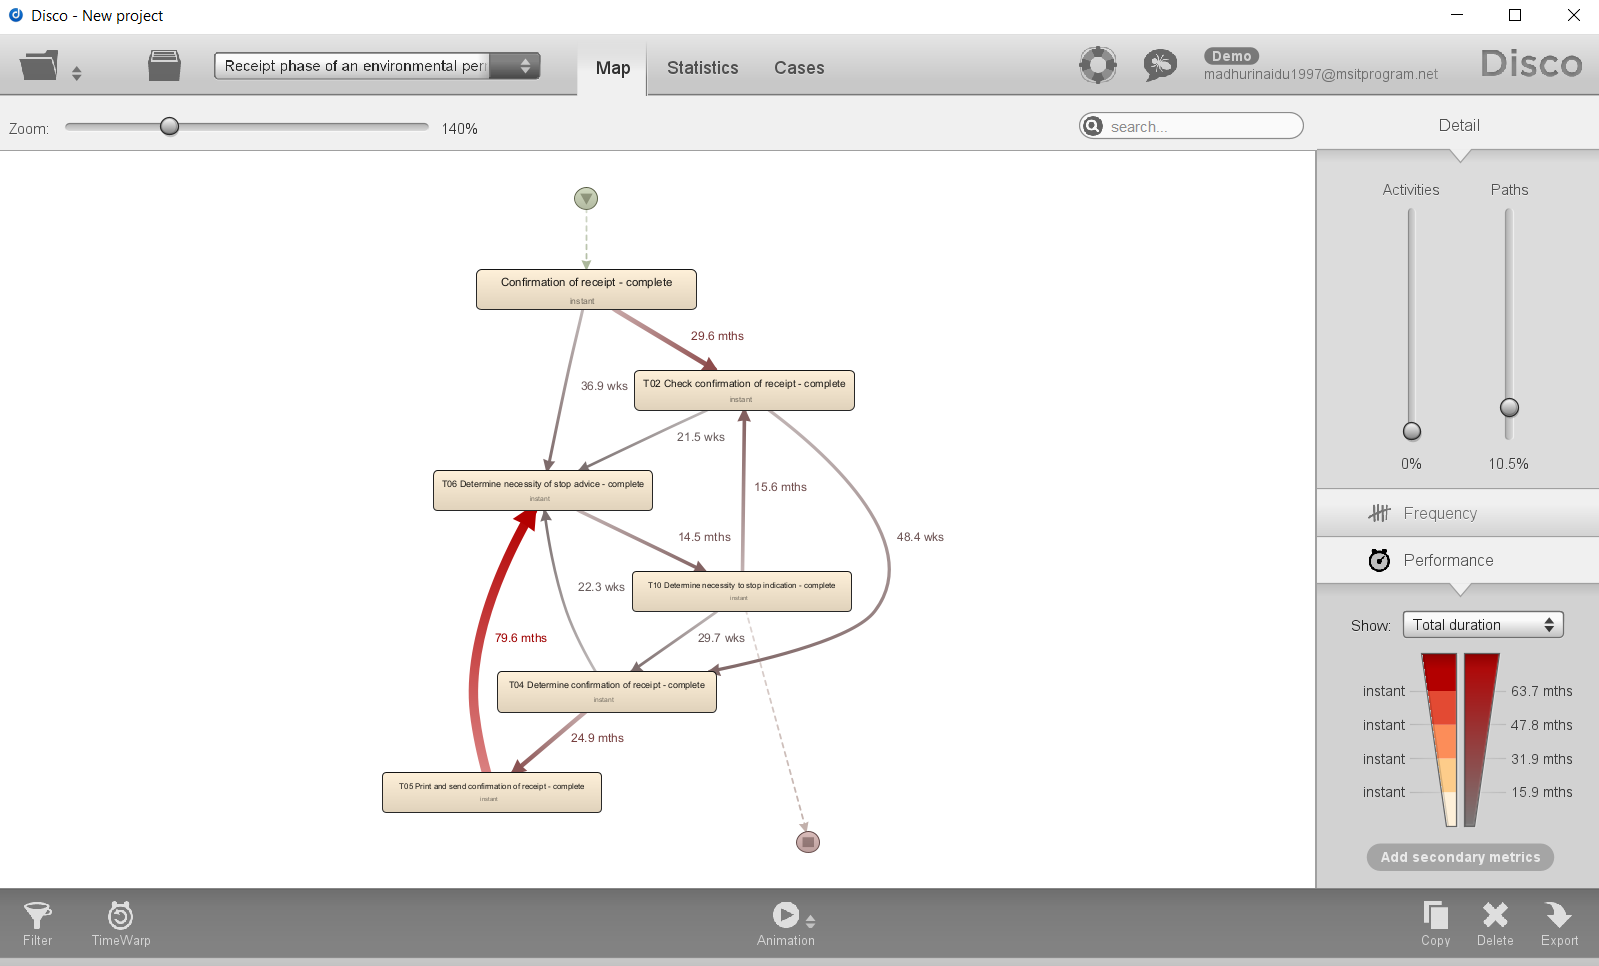 Disco - New project
Receipt phase of an environmental per
Map
Statistics
Cases
Demo
madhurinaidu1997@msitprogram.net
Disco
Zoom:
140%
search...
Detail
Activities
Paths
0%
10.5%
Frequency
Performance
Show:
Total duration
instant
63.7 mths
instant
47.8 mths
instant
31.9 mths
instant
15.9 mths
Add secondary metrics
Confirmation of receipt - complete
instant
29.6 mths
36.9 wks
T02 Check confirmation of receipt - complete
instant
21.5 wks
T06 Determine necessity of stop advice - complete
instant
15.6 mths
14.5 mths
48.4 wks
T10 Determine necessity to stop indication - complete
instant
22.3 wks
79.6 mths
29.7 wks
T04 Determine confirmation of receipt - complete
instant
24.9 mths
T05 Print and send confirmation of receipt - complete
instant
Filter
TimeWarp
Animation
Copy
Delete
Export